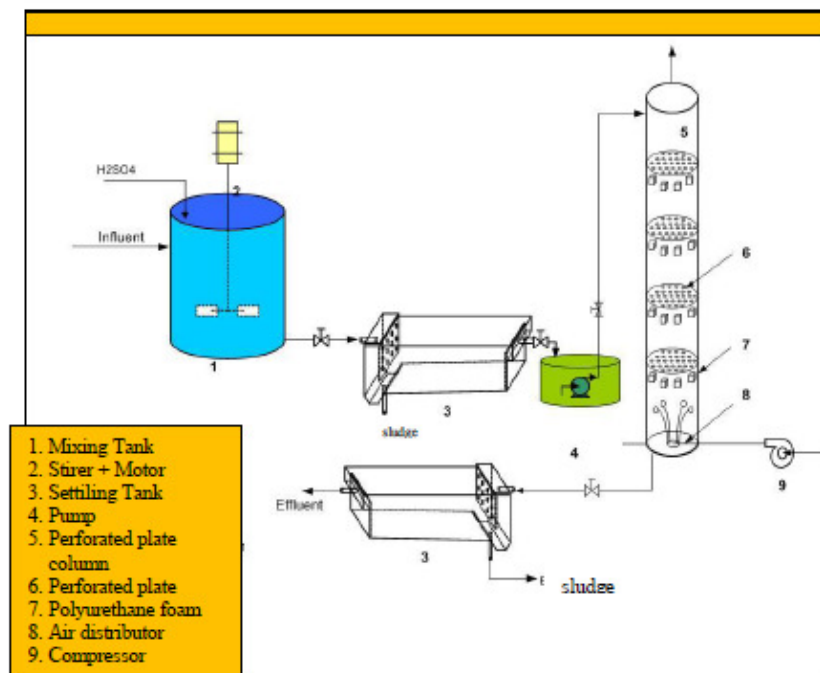 H2SO4
2
Influent
1
3
sludge
5
6
7
8
4
9
Effluent
3
sludge
1. Mixing Tank
2. Stirer + Motor
3. Settiling Tank
4. Pump
5. Perforated plate
column
6. Perforated plate
7. Polyurethane foam
8. Air distributor
9. Compressor